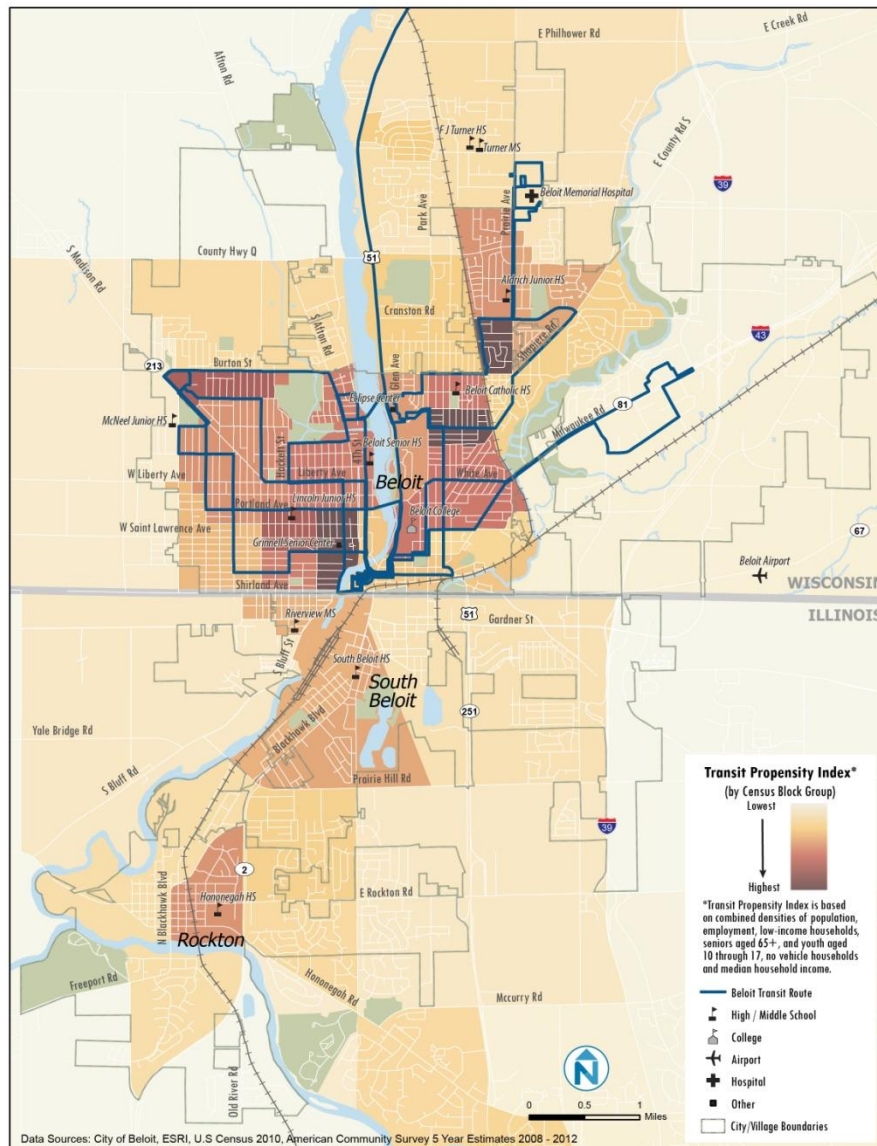 E Philhower Rd
E Creek Rd
Afton Rd
F J Turner HS
Turner MS
E County Rd S
39
Beloit Memorial Hospital
Park Ave
Prairie Ave
S Madison Rd
County Hwy Q
51
Aldrich Junior HS
Cranston Rd
S Afton Rd
Shopiere Rd
43
213
Burton St
Glen Ave
Beloit Catholic HS
Eclipse Center
81
Milwaukee Rd
McNeel Junior HS
Hackett St
4th St
Beloit Senior HS
W Liberty Ave
Liberty Ave
White Ave
Beloit
Portland Ave
Lincoln Junior HS
Beloit College
W Saint Lawrence Ave
Grinnell Senior Center
67
Beloit Airport
Shirland Ave
WISCONSIN
ILLINOIS
Riverview MS
51
Gardner St
S Bluff St
South Beloit HS
South
Beloit
251
Yale Bridge Rd
Blackhawk Blvd
S Bluff Rd
Prairie Hill Rd
39
2
N Blackhawk Blvd
E Rockton Rd
Hononegah HS
Rockton
Freeport Rd
Hononegah Rd
Mccurry Rd
Old River Rd
Transit Propensity Index*
(by Census Block Group)
Lowest
Highest
*Transit Propensity Index is based
on combined densities of population,
employment, low-income households,
seniors aged 65+, and youth aged
10 through 17, no vehicle households
and median household income.
Beloit Transit Route
High / Middle School
College
Airport
Hospital
Other
City/Village Boundaries
N
0 0.5 1
Miles
Data Sources: City of Beloit, ESRI, U.S Census 2010, American Community Survey 5 Year Estimates 2008 - 2012